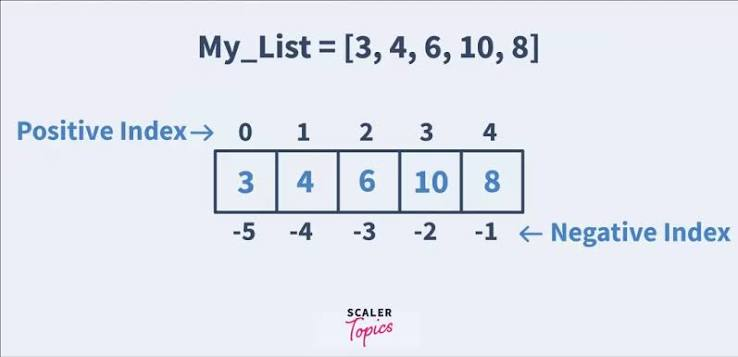 My_List = [3, 4, 6, 10, 8]
Positive Index→ 0 1 2 3 4
3 4 6 10 8
-5 -4 -3 -2 -1 ← Negative Index
SCALER
Topics